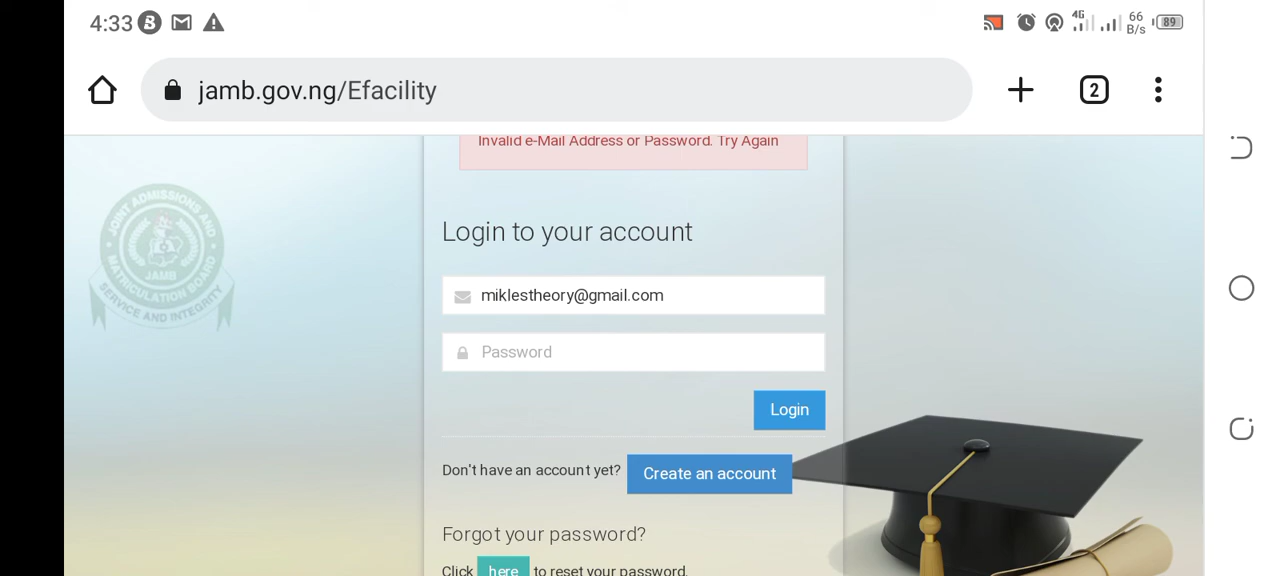 4:33
4G
66
B/s
89
jamb.gov.ng/Efacility
2
Invalid e-Mail Address or Password. Try Again
JOINT ADMISSIONS AND
MATRICULATION BOARD
JAMB
SERVICE AND INTEGRITY
Login to your account
miklestheory@gmail.com
Password
Login
Don't have an account yet? Create an account
Forgot your password?
Click here to reset your password.